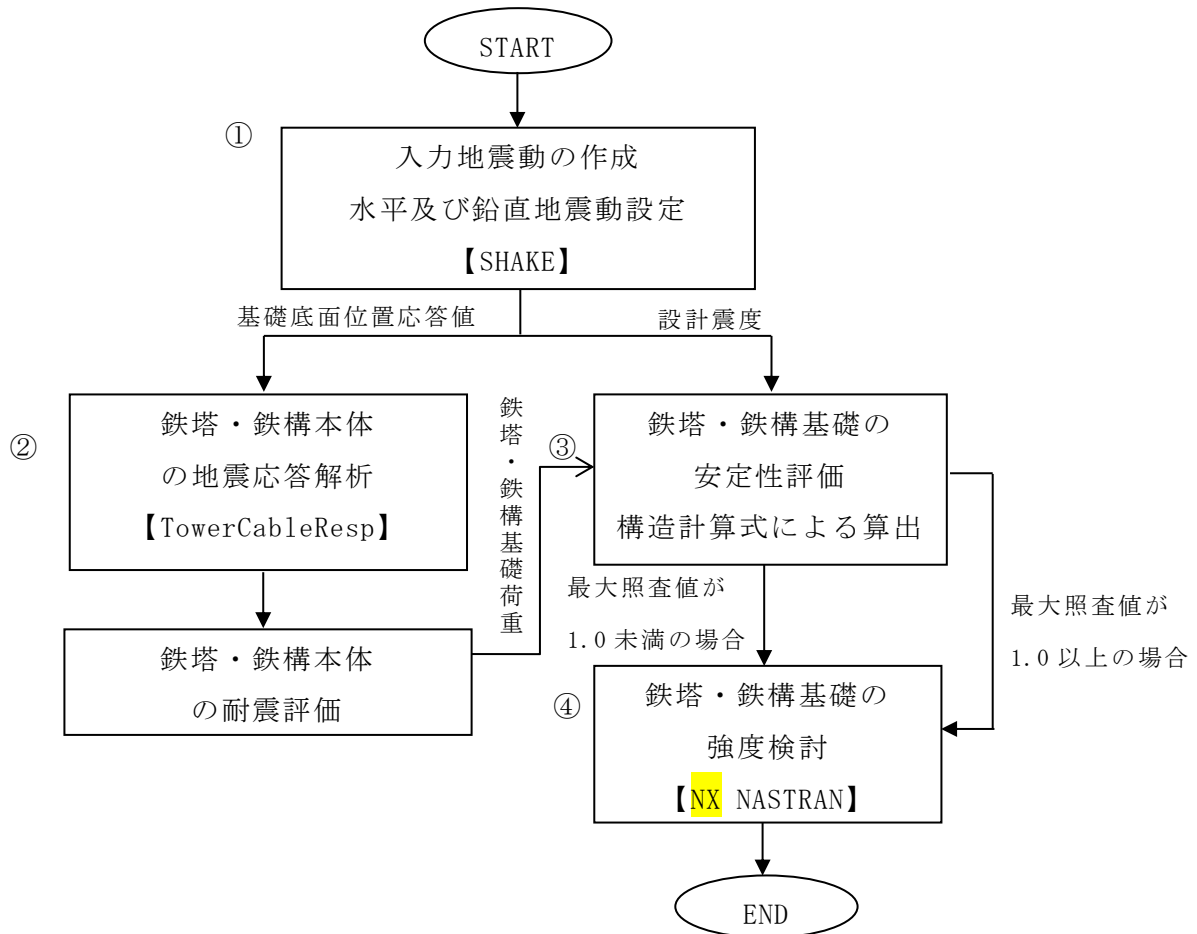 START
①
入力地震動の作成
水平及び鉛直地震動設定
【SHAKE】
基礎底面位置応答値
設計震度
②
鉄塔・鉄構本体
の地震応答解析
【TowerCableResp】
鉄塔・鉄構基礎荷重
③
鉄塔・鉄構基礎の
安定性評価
構造計算式による算出
鉄塔・鉄構本体
の耐震評価
最大照査値が
1.0 未満の場合
最大照査値が
1.0 以上の場合
④
鉄塔・鉄構基礎の
強度検討
【NX NASTRAN】
END